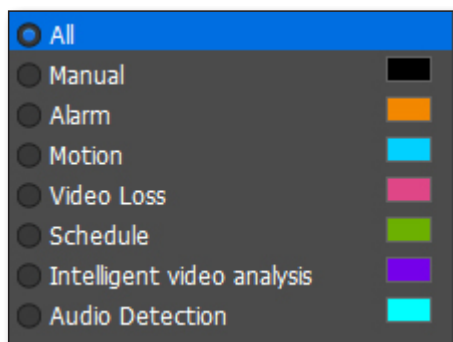 All
Manual
Alarm
Motion
Video Loss
Schedule
Intelligent video analysis
Audio Detection